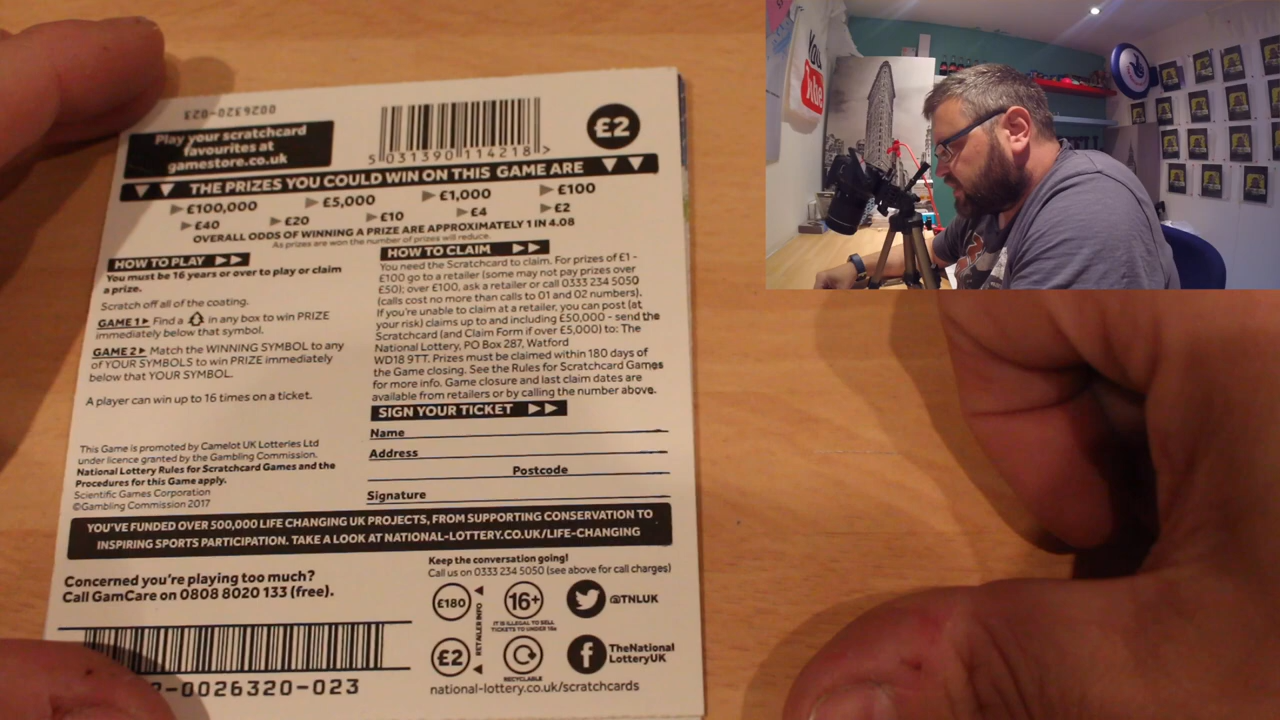 0026320-023
Play your scratchcard
favourites at
gamestore.co.uk
5 031390 114218 >
£2
THE PRIZES YOU COULD WIN ON THIS GAME ARE
£100,000 £5,000 £1,000 £100
£40 £20 £10 £4 £2
OVERALL ODDS OF WINNING A PRIZE ARE APPROXIMATELY 1 IN 4.08
As prizes are won the number of prizes will reduce.
HOW TO PLAY
You must be 16 years or over to play or claim
a prize.
Scratch off all of the coating.
GAME 1 Find a in any box to win PRIZE
immediately below that symbol.
GAME 2 Match the WINNING SYMBOL to any
of YOUR SYMBOLS to win PRIZE immediately
below that YOUR SYMBOL.
A player can win up to 16 times on a ticket.
This Game is promoted by Camelot UK Lotteries Ltd
under licence granted by the Gambling Commission.
National Lottery Rules for Scratchcard Games and the
Procedures for this Game apply.
Scientific Games Corporation
©Gambling Commission 2017
HOW TO CLAIM
You need the Scratchcard to claim. For prizes of £1 -
£100 go to a retailer (some may not pay prizes over
£50); over £100, ask a retailer or call 0333 234 5050
(calls cost no more than calls to 01 and 02 numbers).
If you're unable to claim at a retailer, you can post (at
your risk) claims up to and including £50,000 - send the
Scratchcard (and Claim Form if over £5,000) to: The
National Lottery, PO Box 287, Watford
WD18 9TT. Prizes must be claimed within 180 days of
the Game closing. See the Rules for Scratchcard Games
for more info. Game closure and last claim dates are
available from retailers or by calling the number above.
SIGN YOUR TICKET
Name
Address
Postcode
Signature
YOU'VE FUNDED OVER 500,000 LIFE CHANGING UK PROJECTS, FROM SUPPORTING CONSERVATION TO
INSPIRING SPORTS PARTICIPATION. TAKE A LOOK AT NATIONAL-LOTTERY.CO.UK/LIFE-CHANGING
Concerned you're playing too much?
Call GamCare on 0808 8020 133 (free).
-0026320-023
Keep the conversation going!
Call us on 0333 234 5050 (see above for call charges)
£180
RETAILER INFO
16+
IT IS ILLEGAL TO SELL
TICKETS TO UNDER 16s
@TNLUK
£2
RECYCLABLE
TheNational
LotteryUK
national-lottery.co.uk/scratchcards
You
Tube